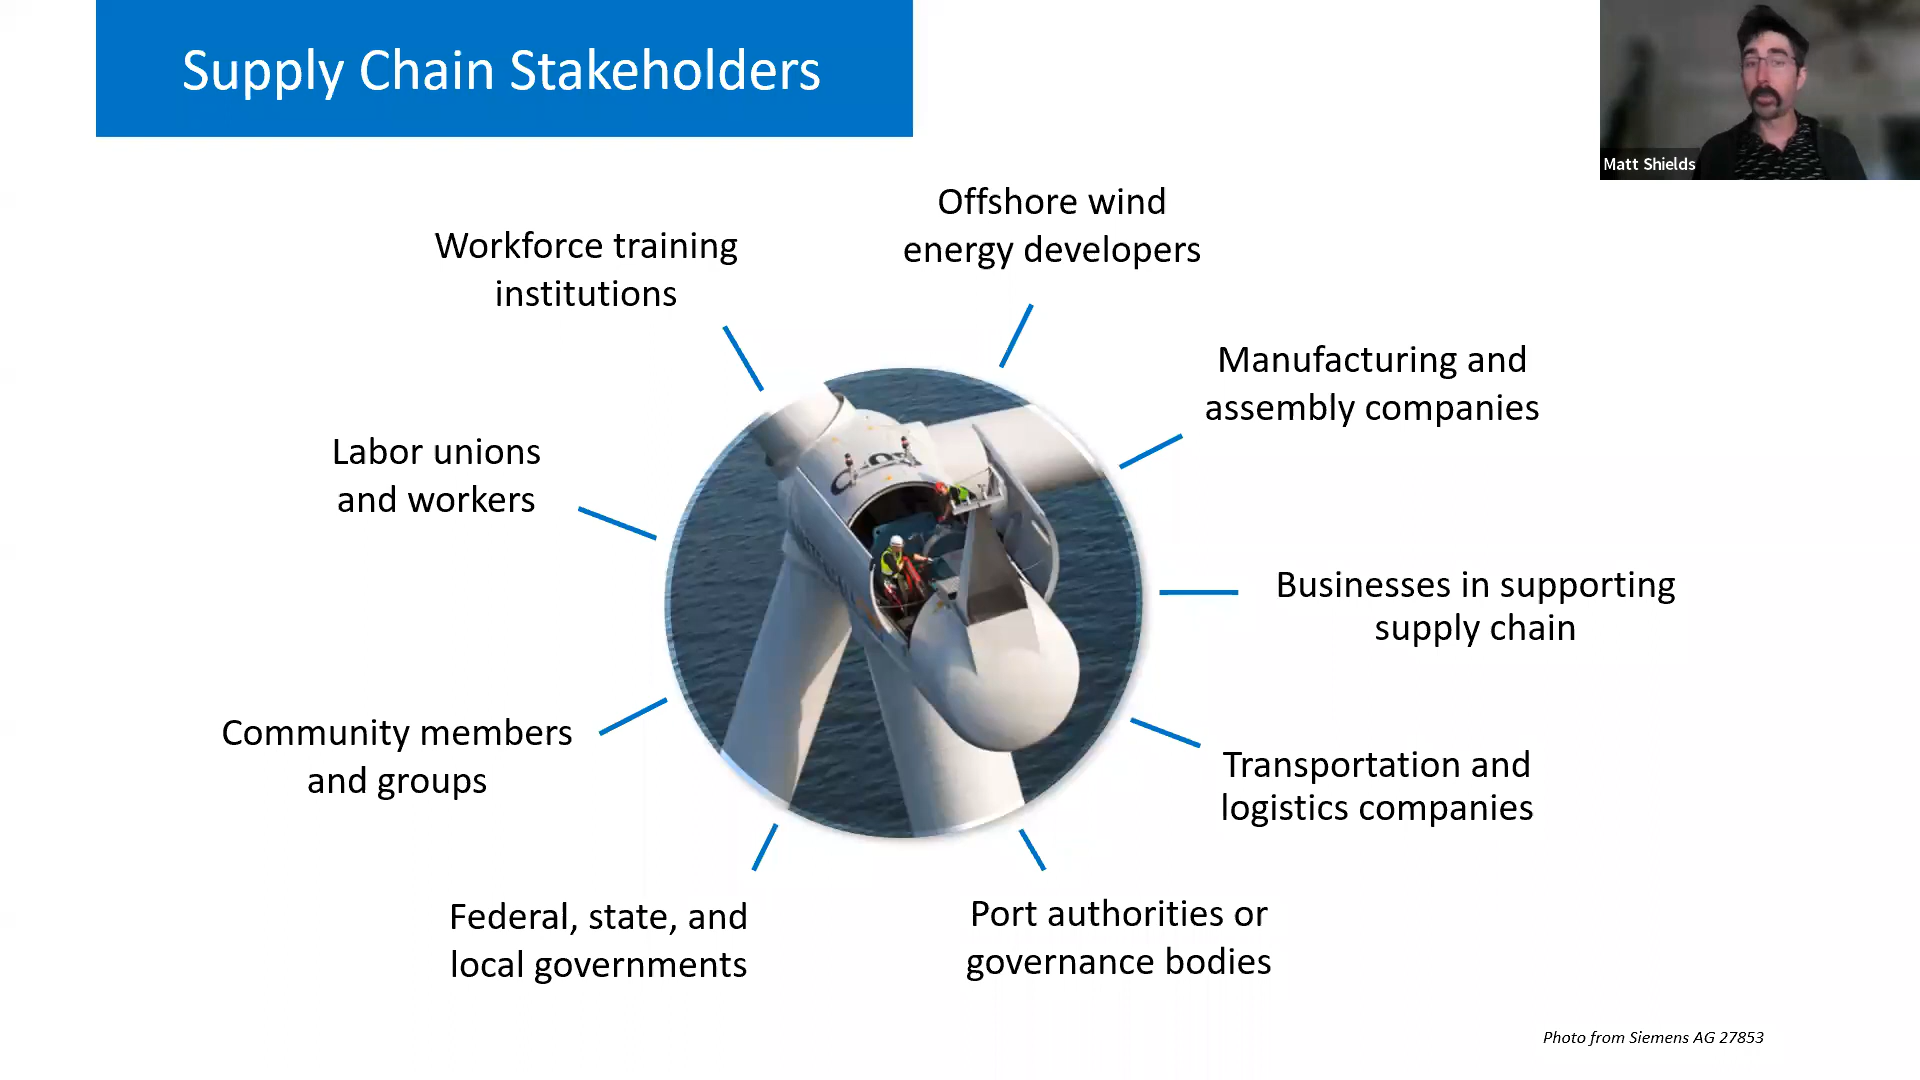 Supply Chain Stakeholders
Matt Shields
Offshore wind
energy developers
Workforce training
institutions
Manufacturing and
assembly companies
Labor unions
and workers
Businesses in supporting
supply chain
Community members
and groups
Transportation and
logistics companies
Federal, state, and
local governments
Port authorities or
governance bodies
Photo from Siemens AG 27853